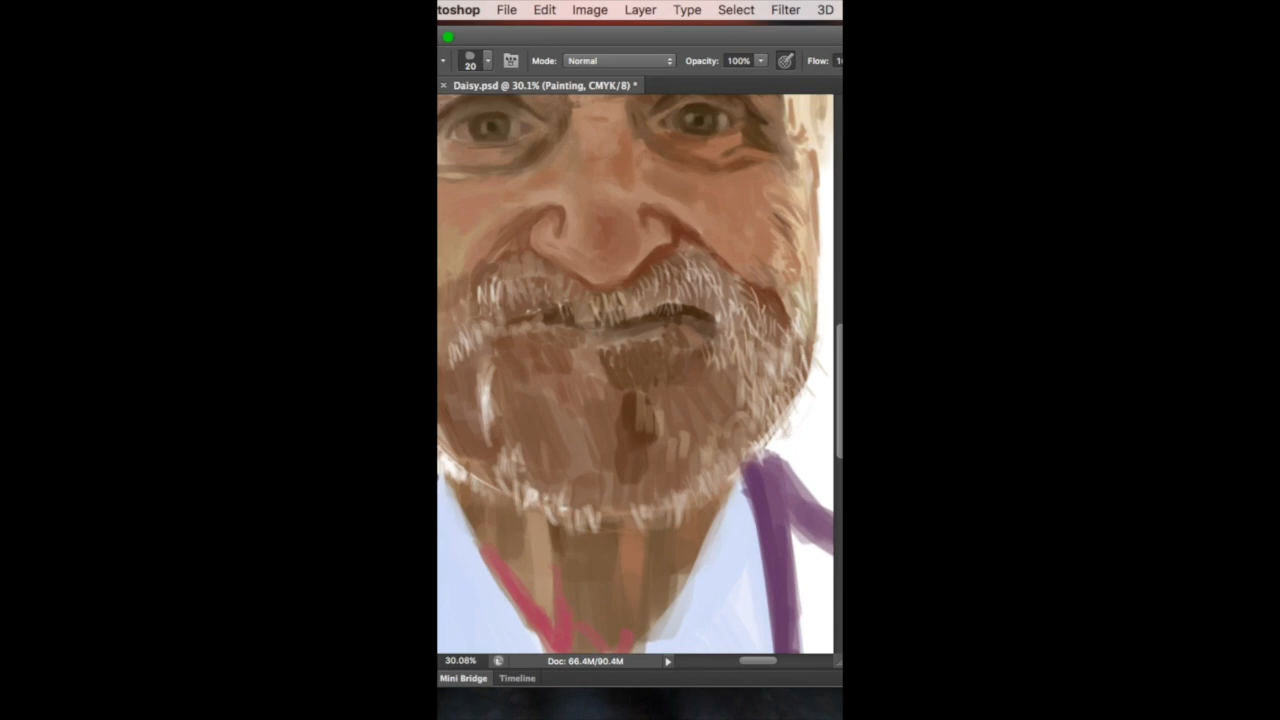 toshop File Edit Image Layer Type Select Filter 3D
20 Mode: Normal Opacity: 100% Flow:
× Daisy.psd @ 30.1% (Painting, CMYK/8) *
30.08% Doc: 66.4M/90.4M
Mini Bridge Timeline